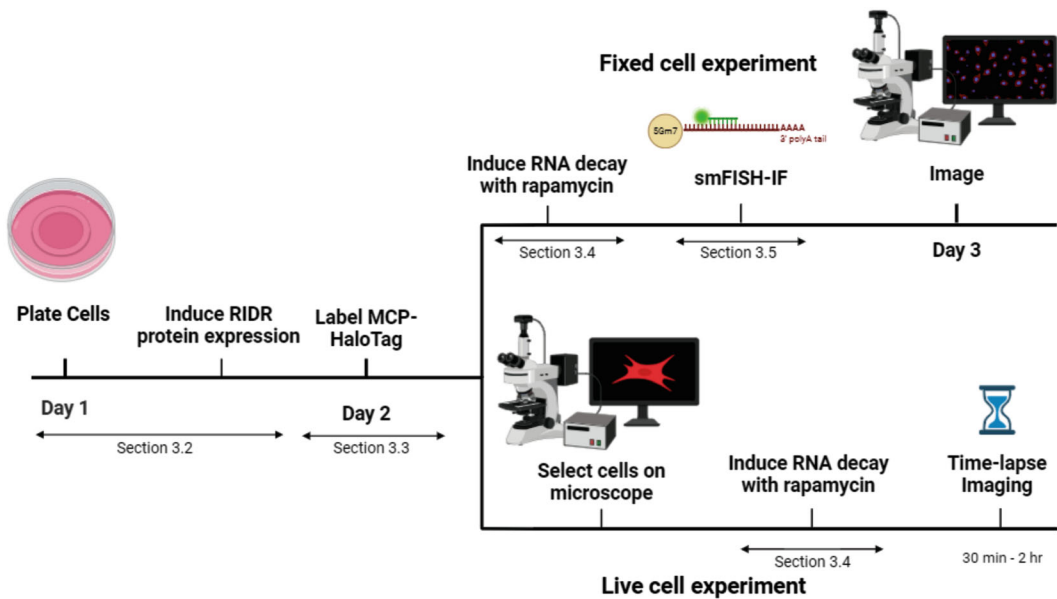 Fixed cell experiment
5Gm7
AAAA
3' polyA tail
Induce RNA decay
with rapamycin
smFISH-IF
Image
Section 3.4
Section 3.5
Day 3
Plate Cells
Induce RIDR
protein expression
Label MCP-
HaloTag
Day 1
Day 2
Section 3.2
Section 3.3
Select cells on
microscope
Induce RNA decay
with rapamycin
Time-lapse
Imaging
Section 3.4
30 min - 2 hr
Live cell experiment